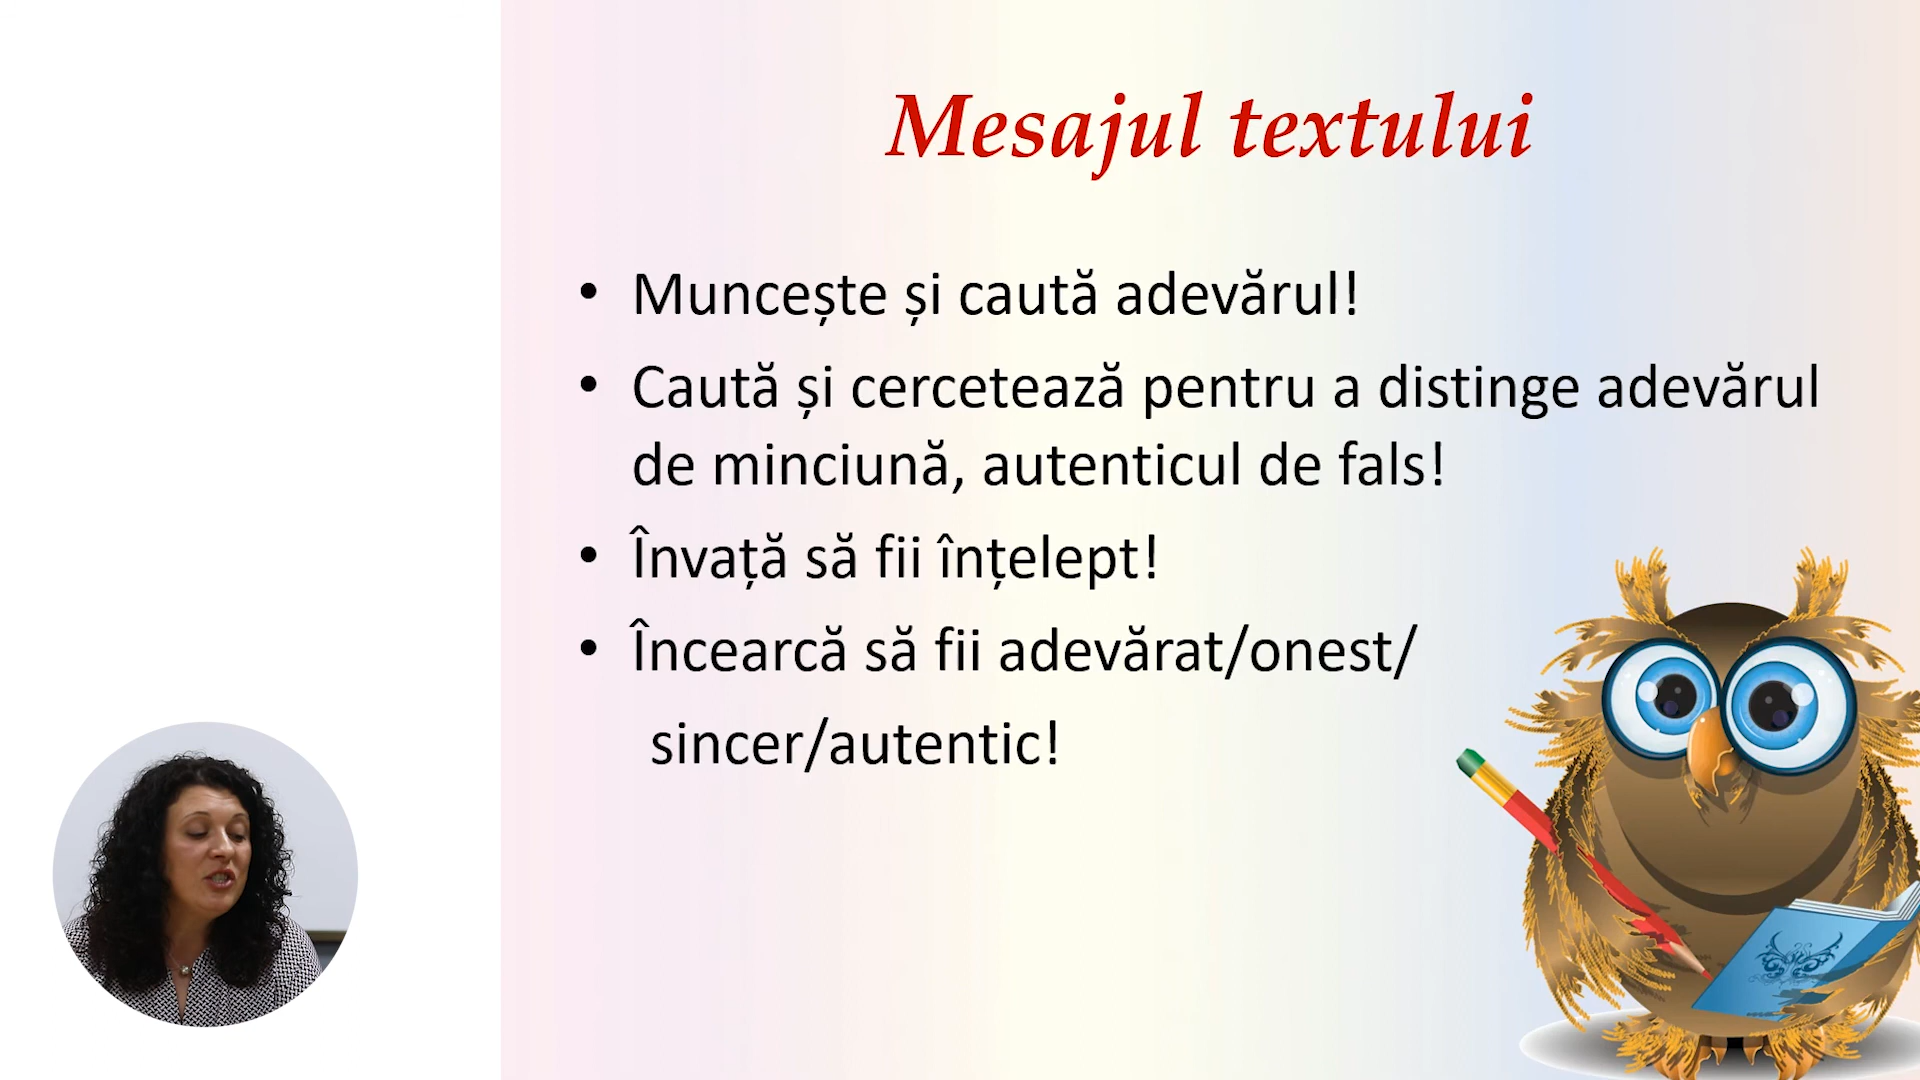 Mesajul textului
• Muncește și caută adevărul!
• Caută și cercetează pentru a distinge adevărul
de minciună, autenticul de fals!
• Învață să fii înțelept!
• Încearcă să fii adevărat/onest/
sincer/autentic!